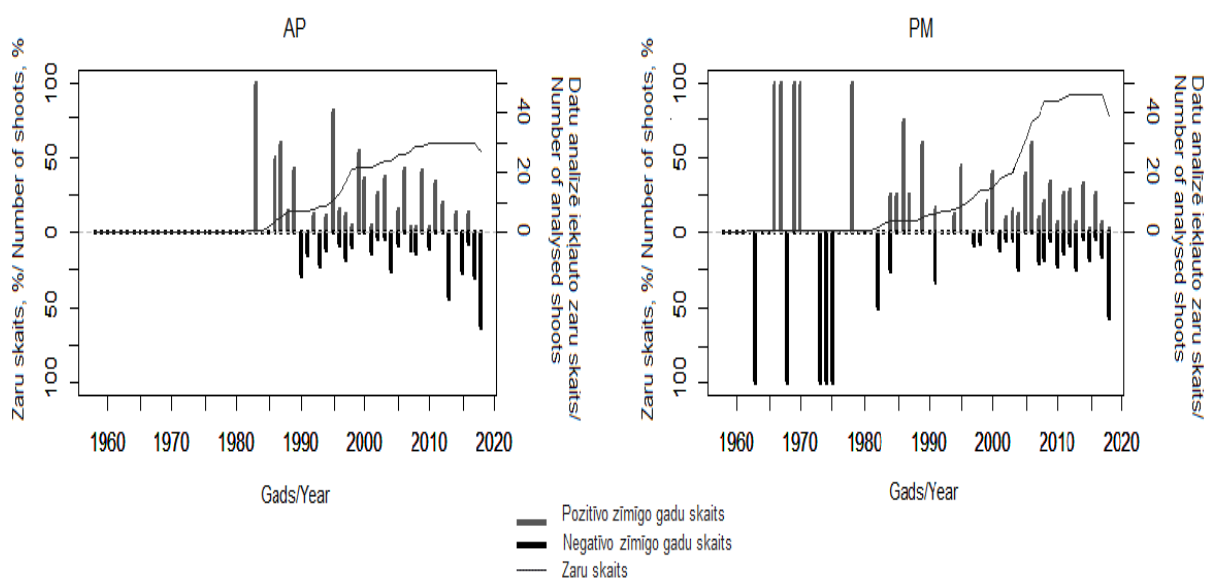 AP
Zaru skaits, %/ Number of shoots, %
100
50
0
50
100
40
20
0
Datu analīzē iekļauto zaru skaits/
Number of analysed shoots
1960 1970 1980 1990 2000 2010 2020
Gads/Year
PM
Zaru skaits, %/ Number of shoots, %
100
50
0
50
100
40
20
0
Datu analīzē iekļauto zaru skaits/
Number of analysed shoots
1960 1970 1980 1990 2000 2010 2020
Gads/Year
Pozitīvo zīmīgo gadu skaits
Negatīvo zīmīgo gadu skaits
Zaru skaits